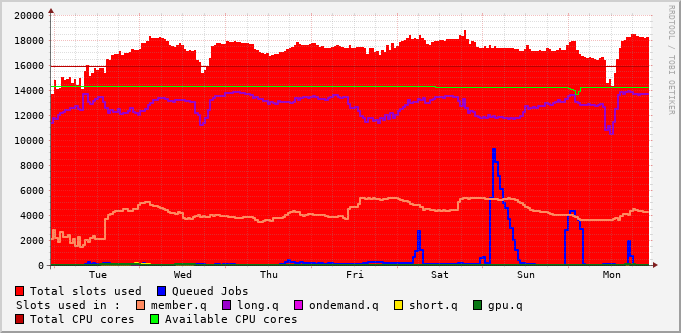 RRDTOOL / TOBI OETIKER
20000
18000
16000
14000
12000
10000
8000
6000
4000
2000
0
Tue Wed Thu Fri Sat Sun Mon
Total slots used Queued Jobs
Slots used in : member.q long.q ondemand.q short.q gpu.q
Total CPU cores Available CPU cores